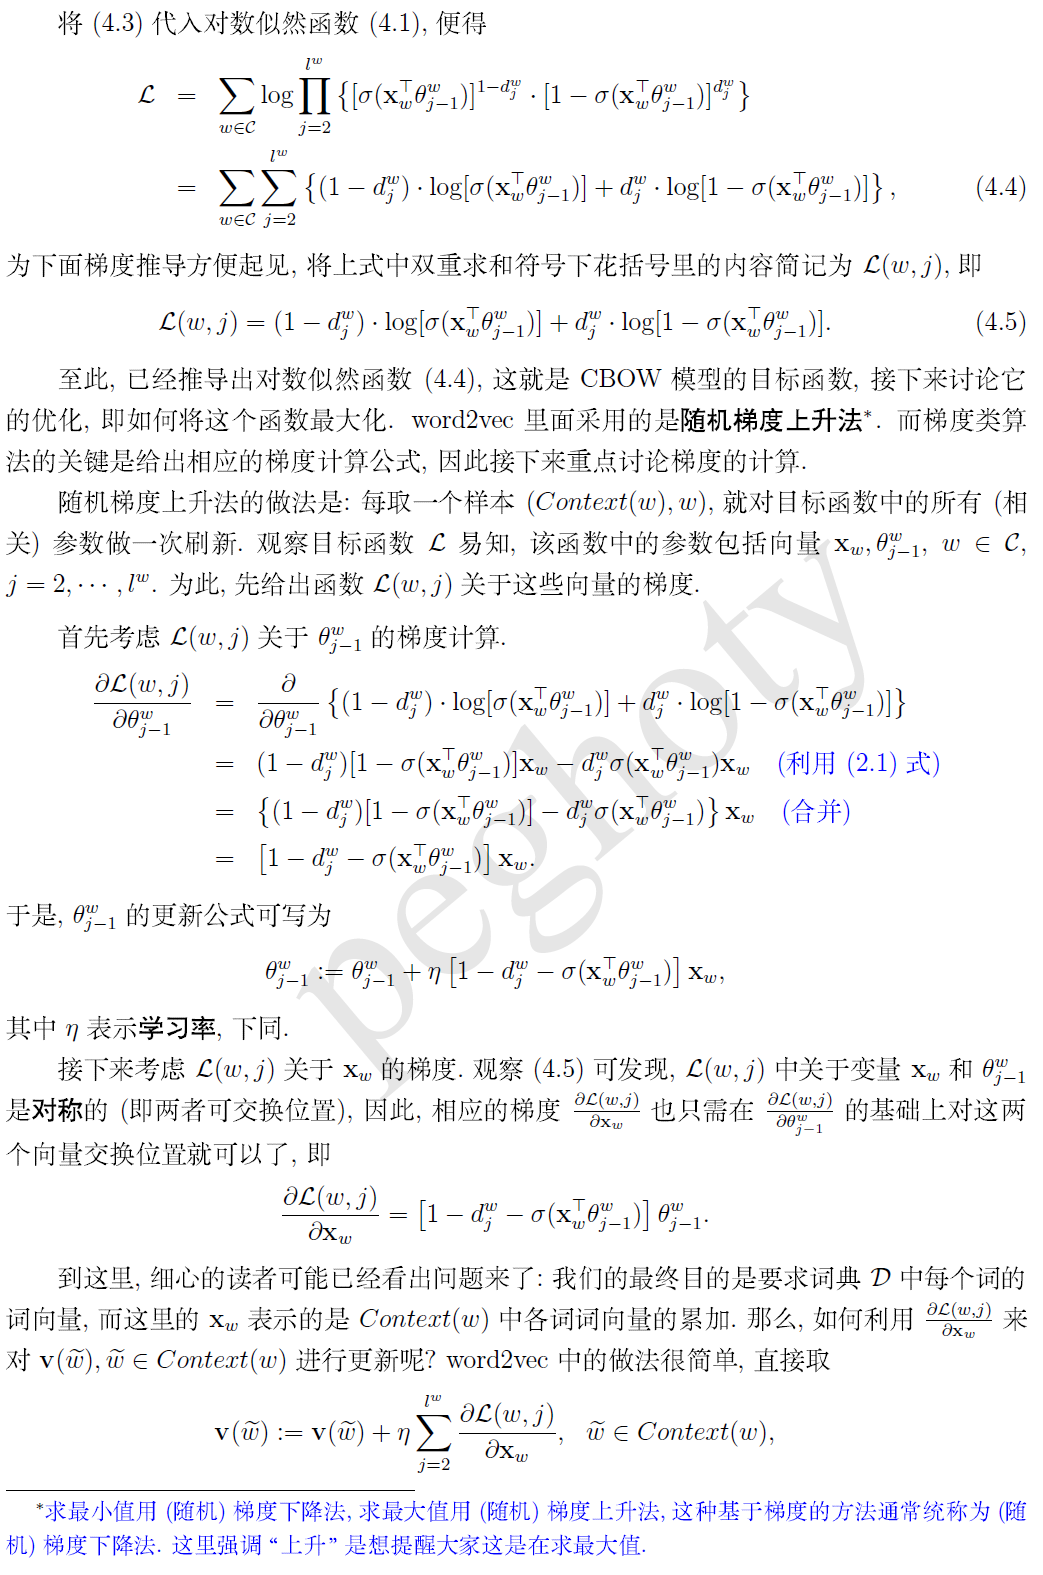 将 (4.3) 代入对数似然函数 (4.1), 便得
$\mathcal{L} = \sum_{w\in\mathcal{C}} \log \prod_{j=2}^{l^w} \left\{[\sigma(\mathbf{x}_w^\top\theta_{j-1}^w)]^{1-d_j^w} \cdot [1-\sigma(\mathbf{x}_w^\top\theta_{j-1}^w)]^{d_j^w}\right\}$
$= \sum_{w\in\mathcal{C}}\sum_{j=2}^{l^w} \left\{(1-d_j^w)\cdot\log[\sigma(\mathbf{x}_w^\top\theta_{j-1}^w)] + d_j^w\cdot\log[1-\sigma(\mathbf{x}_w^\top\theta_{j-1}^w)]\right\},$ (4.4)
为下面梯度推导方便起见, 将上式中双重求和符号下花括号里的内容简记为 $\mathcal{L}(w,j)$, 即
$\mathcal{L}(w,j) = (1-d_j^w)\cdot\log[\sigma(\mathbf{x}_w^\top\theta_{j-1}^w)] + d_j^w\cdot\log[1-\sigma(\mathbf{x}_w^\top\theta_{j-1}^w)].$ (4.5)
至此, 已经推导出对数似然函数 (4.4), 这就是 CBOW 模型的目标函数, 接下来讨论它
的优化, 即如何将这个函数最大化. word2vec 里面采用的是随机梯度上升法*. 而梯度类算
法的关键是给出相应的梯度计算公式, 因此接下来重点讨论梯度的计算.
随机梯度上升法的做法是: 每取一个样本 $(Context(w), w)$, 就对目标函数中的所有 (相
关) 参数做一次刷新. 观察目标函数 $\mathcal{L}$ 易知, 该函数中的参数包括向量 $\mathbf{x}_w, \theta_{j-1}^w$, $w\in\mathcal{C}$,
$j=2,\cdots,l^w$. 为此, 先给出函数 $\mathcal{L}(w,j)$ 关于这些向量的梯度.
首先考虑 $\mathcal{L}(w,j)$ 关于 $\theta_{j-1}^w$ 的梯度计算.
$\frac{\partial\mathcal{L}(w,j)}{\partial\theta_{j-1}^w} = \frac{\partial}{\partial\theta_{j-1}^w}\left\{(1-d_j^w)\cdot\log[\sigma(\mathbf{x}_w^\top\theta_{j-1}^w)] + d_j^w\cdot\log[1-\sigma(\mathbf{x}_w^\top\theta_{j-1}^w)]\right\}$
$= (1-d_j^w)[1-\sigma(\mathbf{x}_w^\top\theta_{j-1}^w)]\mathbf{x}_w - d_j^w\sigma(\mathbf{x}_w^\top\theta_{j-1}^w)\mathbf{x}_w$ (利用 (2.1) 式)
$= \left\{(1-d_j^w)[1-\sigma(\mathbf{x}_w^\top\theta_{j-1}^w)] - d_j^w\sigma(\mathbf{x}_w^\top\theta_{j-1}^w)\right\}\mathbf{x}_w$ (合并)
$= \left[1-d_j^w-\sigma(\mathbf{x}_w^\top\theta_{j-1}^w)\right]\mathbf{x}_w.$
于是, $\theta_{j-1}^w$ 的更新公式可写为
$\theta_{j-1}^w := \theta_{j-1}^w + \eta\left[1-d_j^w-\sigma(\mathbf{x}_w^\top\theta_{j-1}^w)\right]\mathbf{x}_w,$
其中 $\eta$ 表示学习率, 下同.
接下来考虑 $\mathcal{L}(w,j)$ 关于 $\mathbf{x}_w$ 的梯度. 观察 (4.5) 可发现, $\mathcal{L}(w,j)$ 中关于变量 $\mathbf{x}_w$ 和 $\theta_{j-1}^w$
是对称的 (即两者可交换位置), 因此, 相应的梯度 $\frac{\partial\mathcal{L}(w,j)}{\partial\mathbf{x}_w}$ 也只需在 $\frac{\partial\mathcal{L}(w,j)}{\partial\theta_{j-1}^w}$ 的基础上对这两
个向量交换位置就可以了, 即
$\frac{\partial\mathcal{L}(w,j)}{\partial\mathbf{x}_w} = \left[1-d_j^w-\sigma(\mathbf{x}_w^\top\theta_{j-1}^w)\right]\theta_{j-1}^w.$
到这里, 细心的读者可能已经看出问题来了: 我们的最终目的是要求词典 $\mathcal{D}$ 中每个词的
词向量, 而这里的 $\mathbf{x}_w$ 表示的是 $Context(w)$ 中各词词向量的累加. 那么, 如何利用 $\frac{\partial\mathcal{L}(w,j)}{\partial\mathbf{x}_w}$ 来
对 $\mathbf{v}(\widetilde{w}), \widetilde{w}\in Context(w)$ 进行更新呢? word2vec 中的做法很简单, 直接取
$\mathbf{v}(\widetilde{w}) := \mathbf{v}(\widetilde{w}) + \eta\sum_{j=2}^{l^w}\frac{\partial\mathcal{L}(w,j)}{\partial\mathbf{x}_w}, \quad \widetilde{w}\in Context(w),$
*求最小值用 (随机) 梯度下降法, 求最大值用 (随机) 梯度上升法, 这种基于梯度的方法通常统称为 (随
机) 梯度下降法. 这里强调 “上升” 是想提醒大家这是在求最大值.
peghoty